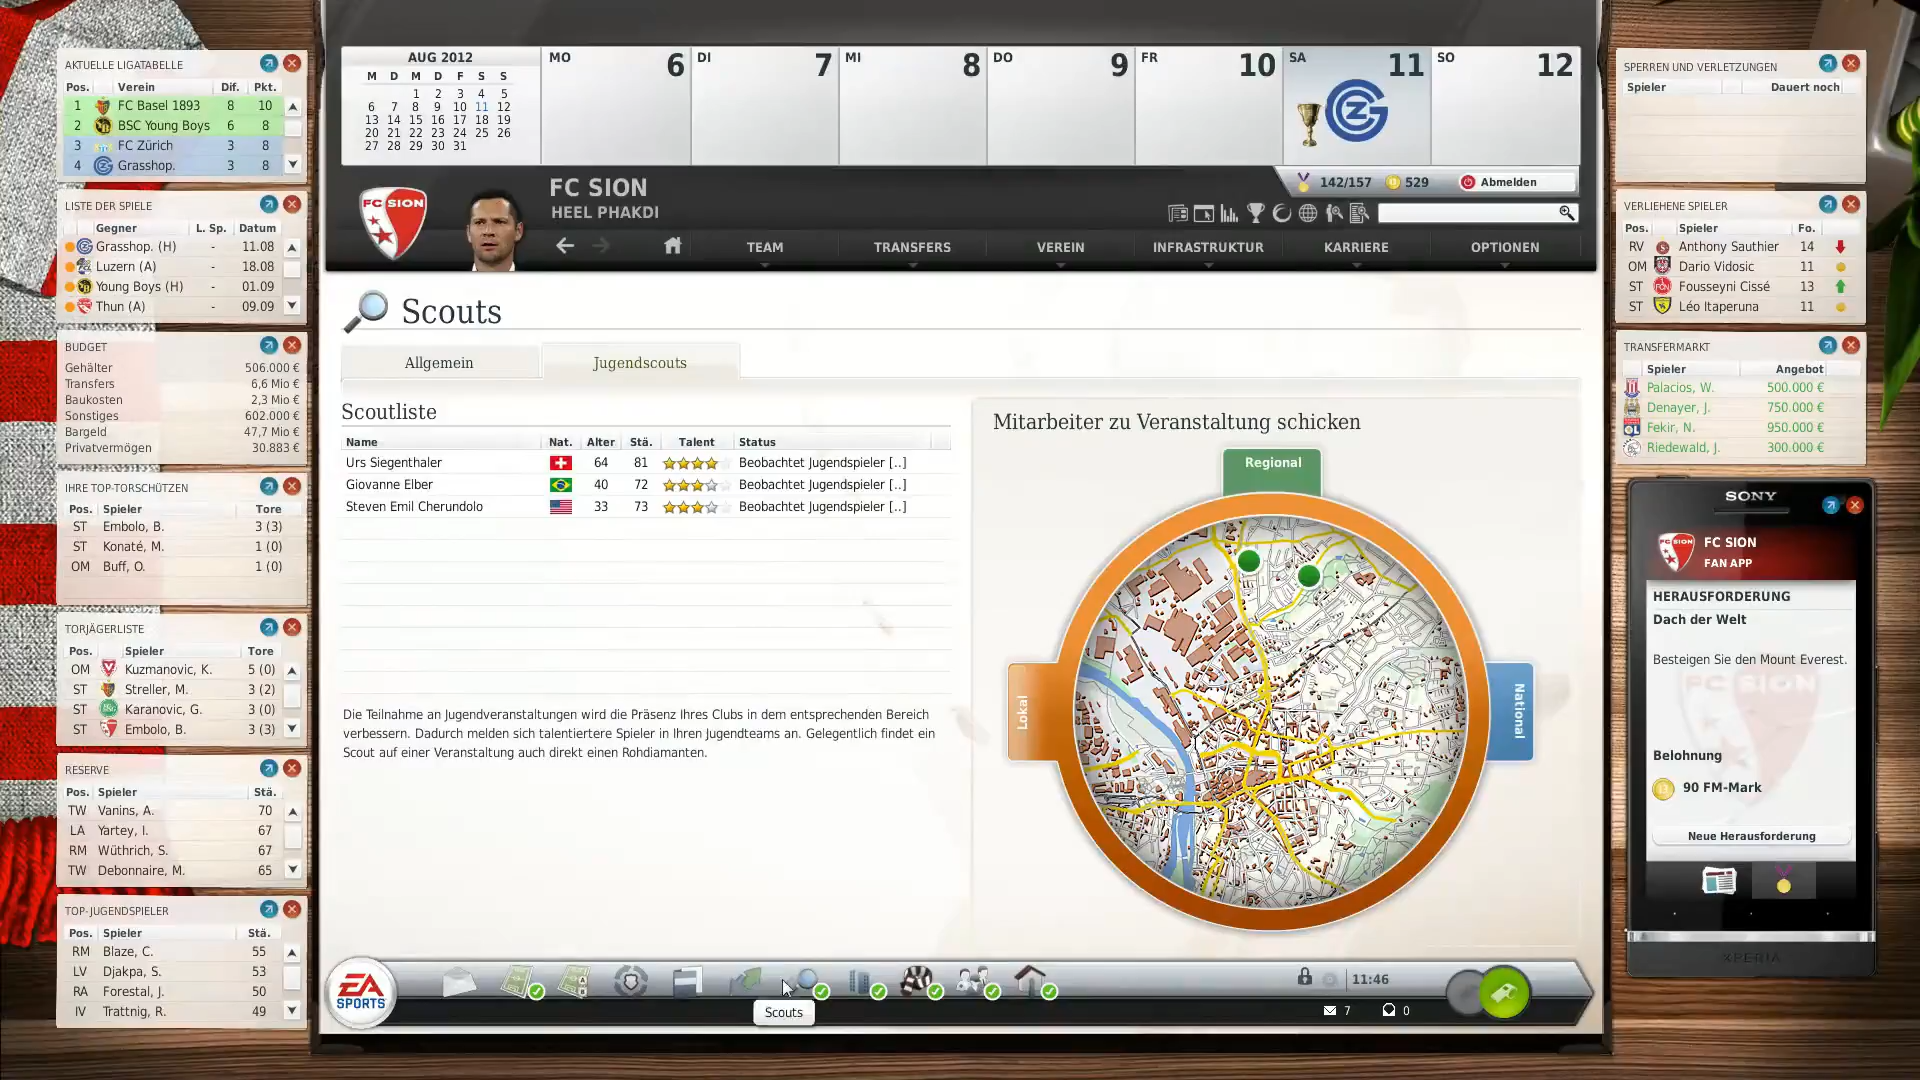 AKTUELLE LIGATABELLE
Pos. Verein Dif. Pkt.
1 FC Basel 1893 8 10
2 BSC Young Boys 6 8
3 FC Zürich 3 8
4 Grasshop. 3 8
LISTE DER SPIELE
Gegner L. Sp. Datum
Grasshop. (H) - 11.08
Luzern (A) - 18.08
Young Boys (H) - 01.09
Thun (A) - 09.09
BUDGET
Gehälter 506.000 €
Transfers 6,6 Mio €
Baukosten 2,3 Mio €
Sonstiges 602.000 €
Bargeld 47,7 Mio €
Privatvermögen 30.883 €
IHRE TOP-TORSCHÜTZEN
Pos. Spieler Tore
ST Embolo, B. 3 (3)
ST Konaté, M. 1 (0)
OM Buff, O. 1 (0)
TORJÄGERLISTE
Pos. Spieler Tore
OM Kuzmanovic, K. 5 (0)
ST Streller, M. 3 (2)
ST Karanovic, G. 3 (0)
ST Embolo, B. 3 (3)
RESERVE
Pos. Spieler Stä.
TW Vanins, A. 70
LA Yartey, I. 67
RM Wüthrich, S. 67
TW Debonnaire, M. 65
TOP-JUGENDSPIELER
Pos. Spieler Stä.
RM Blaze, C. 55
LV Djakpa, S. 53
RA Forestal, J. 50
IV Trattnig, R. 49
AUG 2012
M D M D F S S
1 2 3 4 5
6 7 8 9 10 11 12
13 14 15 16 17 18 19
20 21 22 23 24 25 26
27 28 29 30 31
MO 6 DI 7 MI 8 DO 9 FR 10 SA 11 SO 12
FC SION
HEEL PHAKDI
142/157 529 Abmelden
TEAM TRANSFERS VEREIN INFRASTRUKTUR KARRIERE OPTIONEN
Scouts
Allgemein Jugendscouts
Scoutliste
Name Nat. Alter Stä. Talent Status
Urs Siegenthaler 64 81 Beobachtet Jugendspieler [..]
Giovanne Elber 40 72 Beobachtet Jugendspieler [..]
Steven Emil Cherundolo 33 73 Beobachtet Jugendspieler [..]
Die Teilnahme an Jugendveranstaltungen wird die Präsenz Ihres Clubs in dem entsprechenden Bereich
verbessern. Dadurch melden sich talentiertere Spieler in Ihren Jugendteams an. Gelegentlich findet ein
Scout auf einer Veranstaltung auch direkt einen Rohdiamanten.
Mitarbeiter zu Veranstaltung schicken
Regional
Lokal
National
EA
SPORTS
Scouts
11:46
7 0
SPERREN UND VERLETZUNGEN
Spieler Dauert noch
VERLIEHENE SPIELER
Pos. Spieler Fo.
RV Anthony Sauthier 14
OM Dario Vidosic 11
ST Fousseyni Cissé 13
ST Léo Itaperuna 11
TRANSFERMARKT
Spieler Angebot
Palacios, W. 500.000 €
Denayer, J. 750.000 €
Fekir, N. 950.000 €
Riedewald, J. 300.000 €
SONY
FC SION
FAN APP
HERAUSFORDERUNG
Dach der Welt
Besteigen Sie den Mount Everest.
Belohnung
90 FM-Mark
Neue Herausforderung
XPERIA